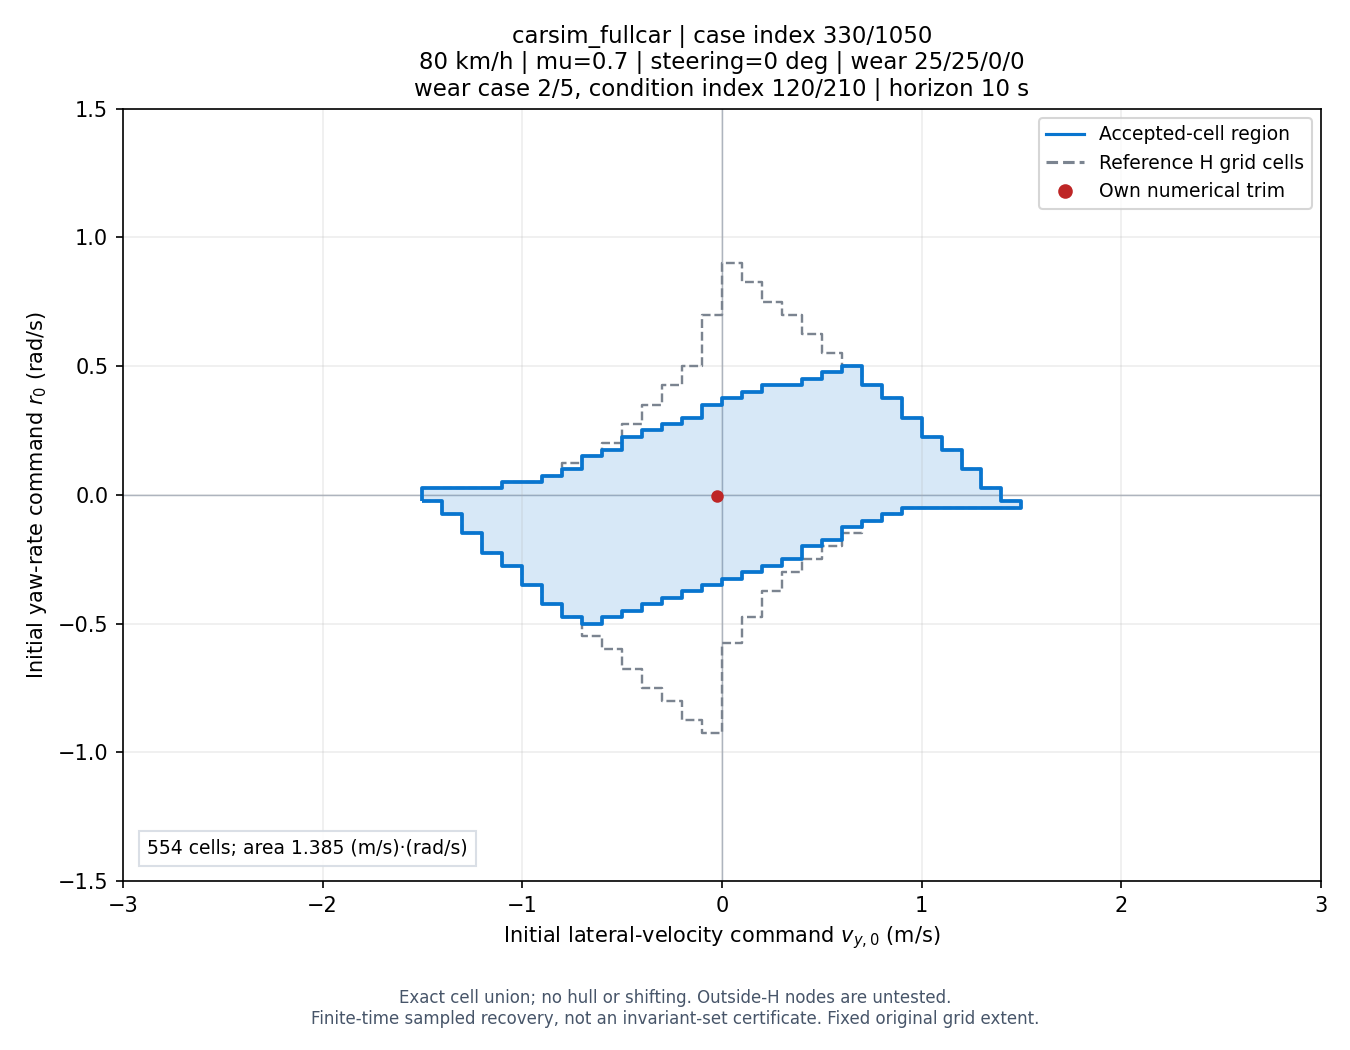 carsim_fullcar | case index 330/1050
80 km/h | mu=0.7 | steering=0 deg | wear 25/25/0/0
wear case 2/5, condition index 120/210 | horizon 10 s
Accepted-cell region
Reference H grid cells
Own numerical trim
Initial yaw-rate command r₀ (rad/s)
1.5
1.0
0.5
0.0
−0.5
−1.0
−1.5
554 cells; area 1.385 (m/s)·(rad/s)
−3
−2
−1
0
1
2
3
Initial lateral-velocity command v_{y,0} (m/s)
Exact cell union; no hull or shifting. Outside-H nodes are untested.
Finite-time sampled recovery, not an invariant-set certificate. Fixed original grid extent.